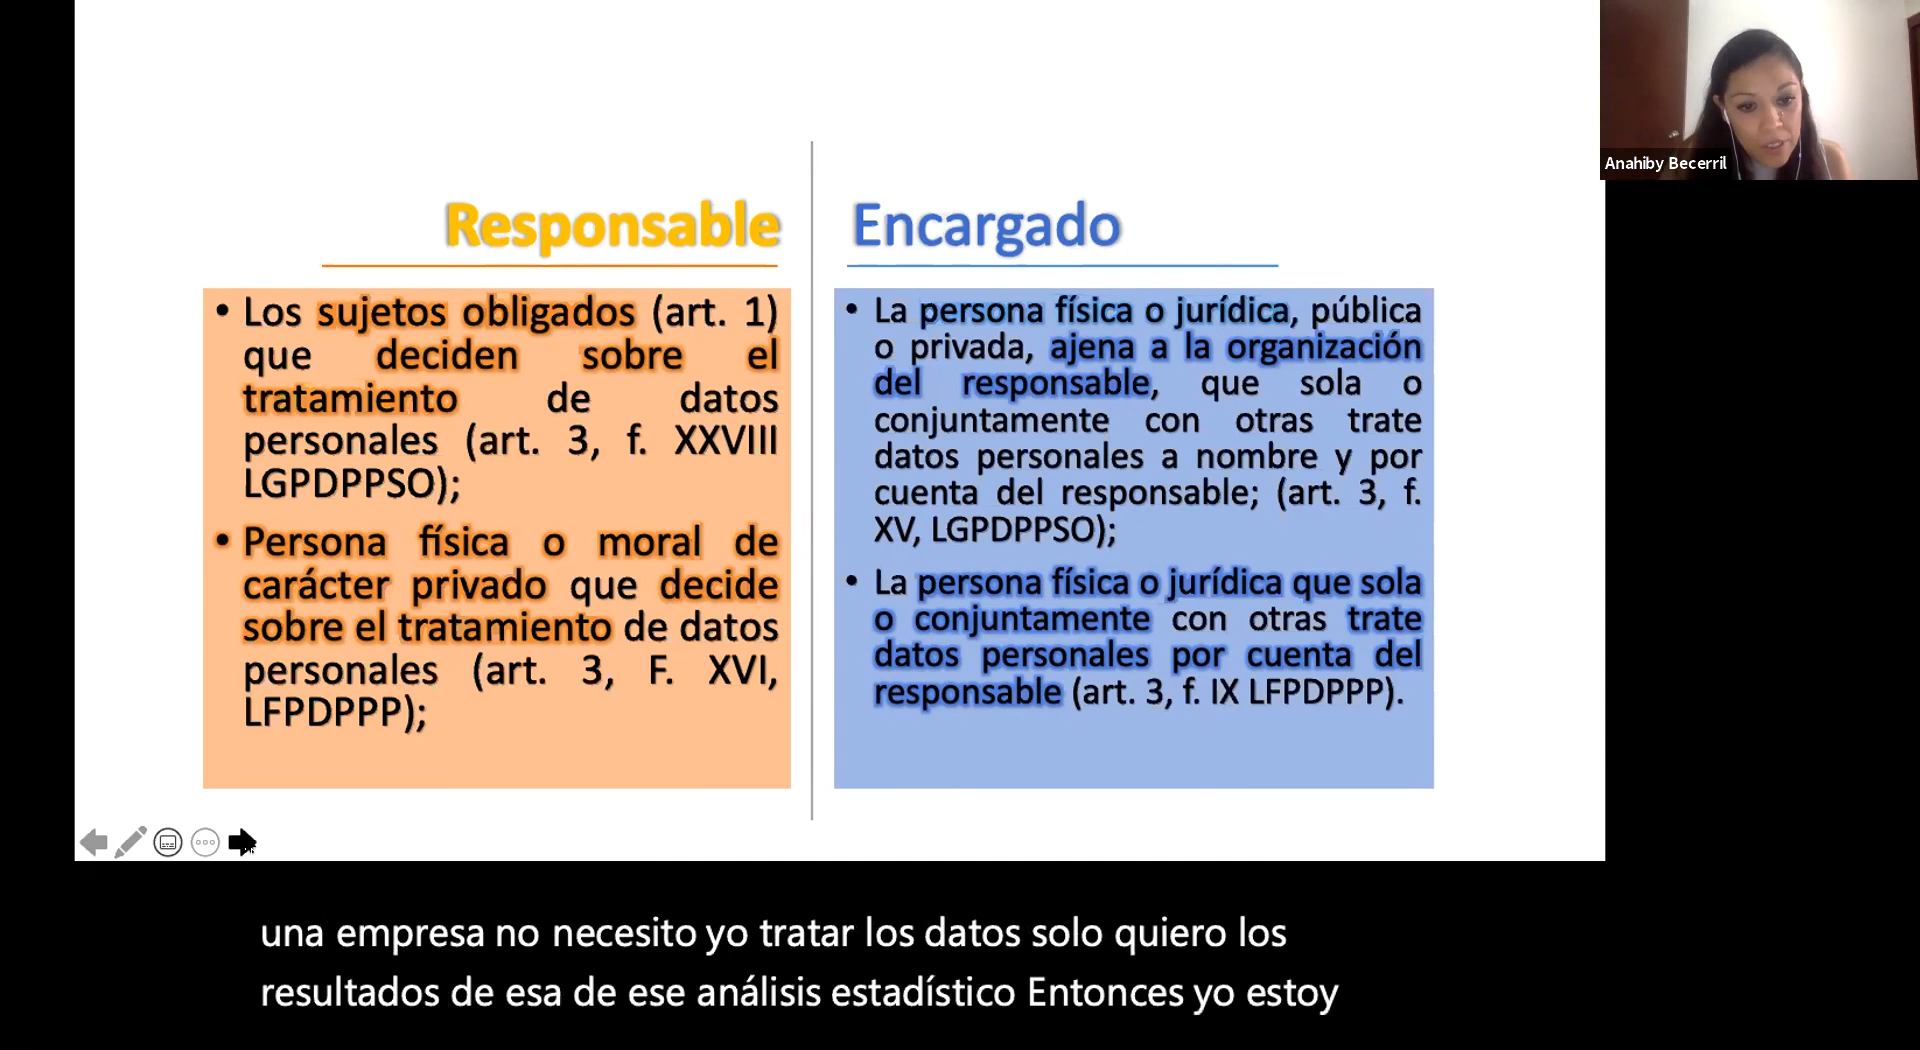 Anahiby Becerril
Responsable
• Los sujetos obligados (art. 1)
que deciden sobre el
tratamiento de datos
personales (art. 3, f. XXVIII
LGPDPPSO);
• Persona física o moral de
carácter privado que decide
sobre el tratamiento de datos
personales (art. 3, F. XVI,
LFPDPPP);
Encargado
• La persona física o jurídica, pública
o privada, ajena a la organización
del responsable, que sola o
conjuntamente con otras trate
datos personales a nombre y por
cuenta del responsable; (art. 3, f.
XV, LGPDPPSO);
• La persona física o jurídica que sola
o conjuntamente con otras trate
datos personales por cuenta del
responsable (art. 3, f. IX LFPDPPP).
una empresa no necesito yo tratar los datos solo quiero los
resultados de esa de ese análisis estadístico Entonces yo estoy